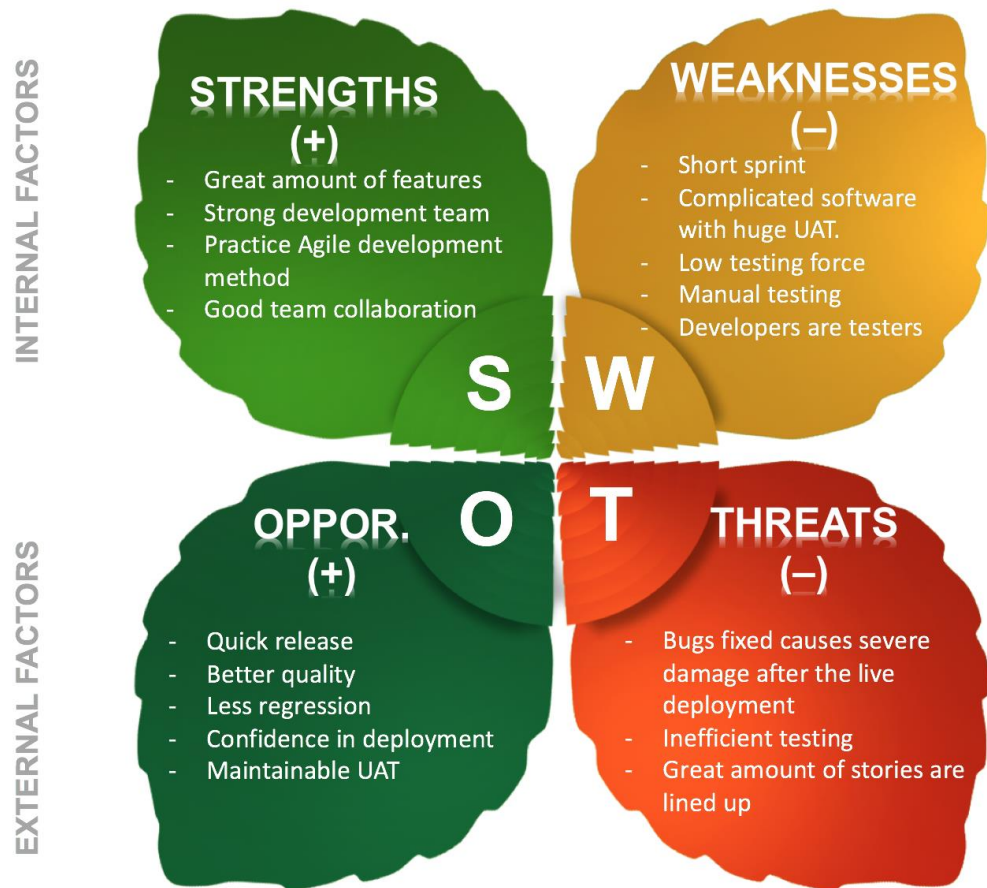 INTERNAL FACTORS
STRENGTHS
(+)
- Great amount of features
- Strong development team
- Practice Agile development
method
- Good team collaboration
S
WEAKNESSES
(–)
- Short sprint
- Complicated software
with huge UAT.
- Low testing force
- Manual testing
- Developers are testers
W
EXTERNAL FACTORS
OPPOR.
(+)
O
- Quick release
- Better quality
- Less regression
- Confidence in deployment
- Maintainable UAT
T
THREATS
(–)
- Bugs fixed causes severe
damage after the live
deployment
- Inefficient testing
- Great amount of stories are
lined up